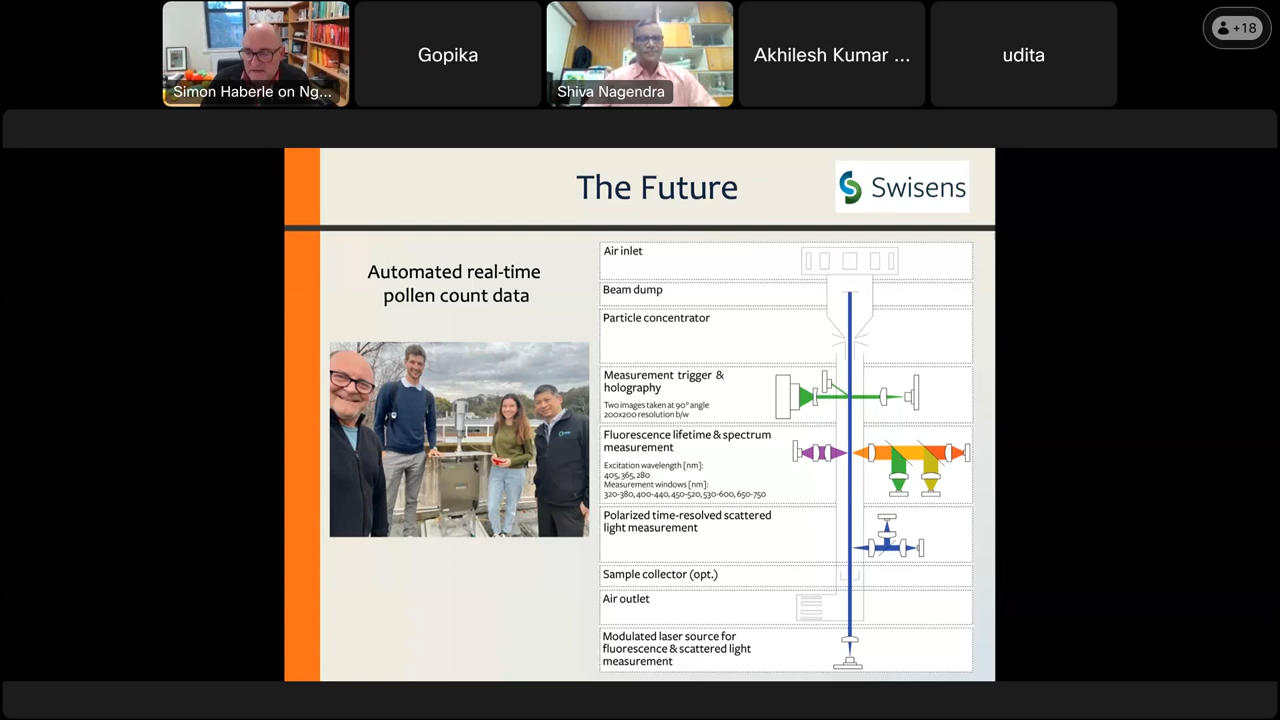 Simon Haberle on Ng...
Gopika
Shiva Nagendra
Akhilesh Kumar ...
udita
+18
The Future
Swisens
Automated real-time
pollen count data
Air inlet
Beam dump
Particle concentrator
Measurement trigger &
holography
Two images taken at 90° angle
200x200 resolution b/w
Fluorescence lifetime & spectrum
measurement
Excitation wavelength [nm]:
405, 365, 280
Measurement windows [nm]:
320-380, 400-440, 450-520, 530-600, 650-750
Polarized time-resolved scattered
light measurement
Sample collector (opt.)
Air outlet
Modulated laser source for
fluorescence & scattered light
measurement